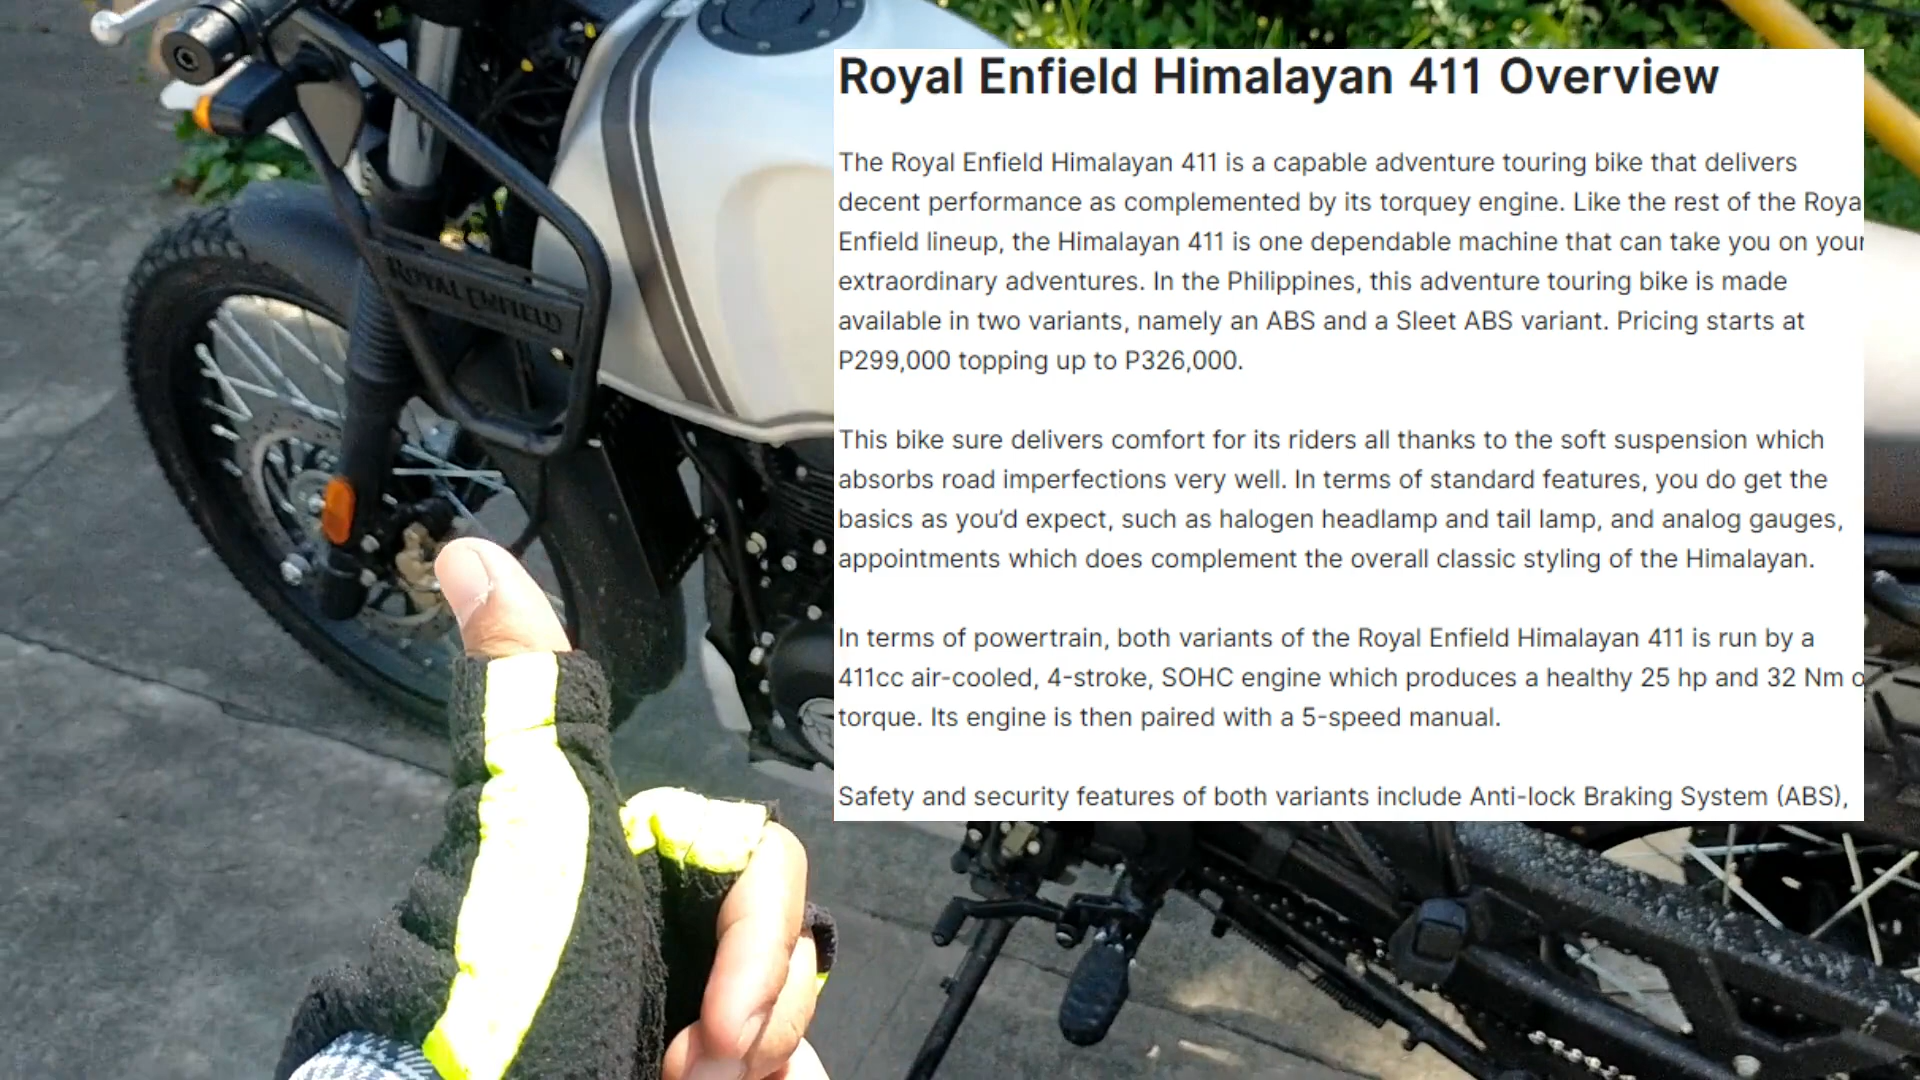 ROYAL ENFIELD
Royal Enfield Himalayan 411 Overview
The Royal Enfield Himalayan 411 is a capable adventure touring bike that delivers
decent performance as complemented by its torquey engine. Like the rest of the Roya
Enfield lineup, the Himalayan 411 is one dependable machine that can take you on your
extraordinary adventures. In the Philippines, this adventure touring bike is made
available in two variants, namely an ABS and a Sleet ABS variant. Pricing starts at
P299,000 topping up to P326,000.
This bike sure delivers comfort for its riders all thanks to the soft suspension which
absorbs road imperfections very well. In terms of standard features, you do get the
basics as you’d expect, such as halogen headlamp and tail lamp, and analog gauges,
appointments which does complement the overall classic styling of the Himalayan.
In terms of powertrain, both variants of the Royal Enfield Himalayan 411 is run by a
411cc air-cooled, 4-stroke, SOHC engine which produces a healthy 25 hp and 32 Nm o
torque. Its engine is then paired with a 5-speed manual.
Safety and security features of both variants include Anti-lock Braking System (ABS),